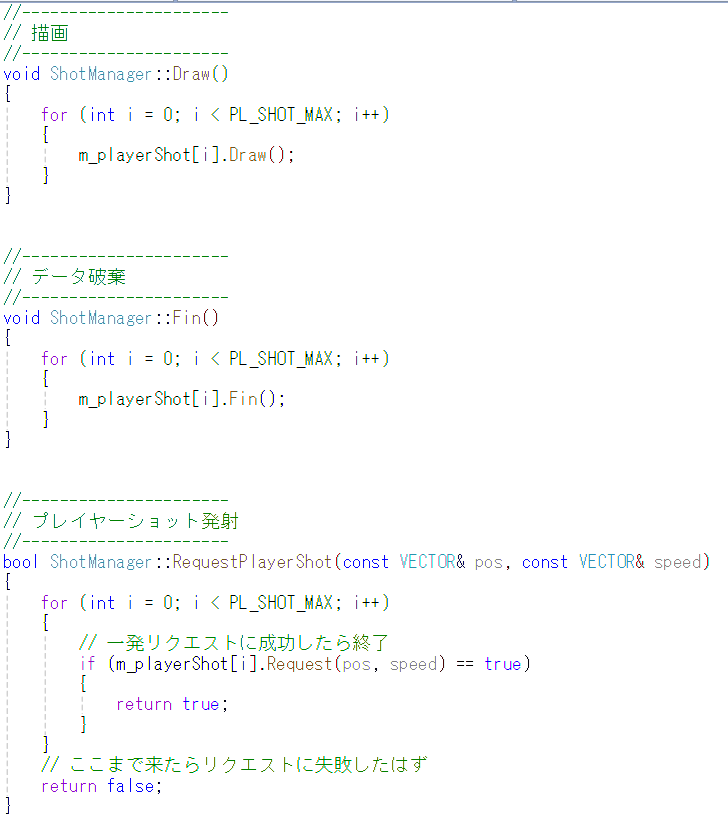 //----------------------
// 描画
//----------------------
void ShotManager::Draw()
{
    for (int i = 0; i < PL_SHOT_MAX; i++)
    {
        m_playerShot[i].Draw();
    }
}
//----------------------
// データ破棄
//----------------------
void ShotManager::Fin()
{
    for (int i = 0; i < PL_SHOT_MAX; i++)
    {
        m_playerShot[i].Fin();
    }
}
//----------------------
// プレイヤーショット発射
//----------------------
bool ShotManager::RequestPlayerShot(const VECTOR& pos, const VECTOR& speed)
{
    for (int i = 0; i < PL_SHOT_MAX; i++)
    {
        // 一発リクエストに成功したら終了
        if (m_playerShot[i].Request(pos, speed) == true)
        {
            return true;
        }
    }
    // ここまで来たらリクエストに失敗したはず
    return false;
}